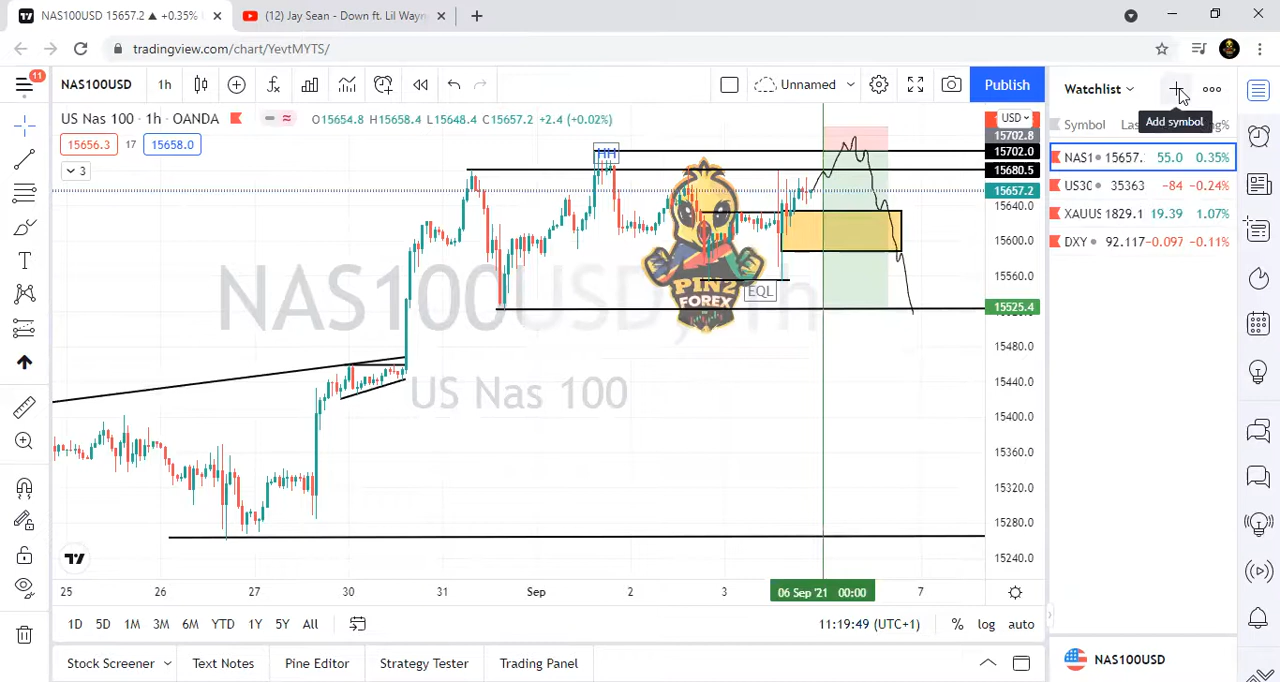 NAS100USD 15657.2 ▲ +0.35%
(12) Jay Sean - Down ft. Lil Wayn
tradingview.com/chart/YevtMYTS/
11
NAS100USD 1h
Unnamed
Publish
US Nas 100 · 1h · OANDA O15654.8 H15658.4 L15648.4 C15657.2 +2.4 (+0.02%)
15656.3 17 15658.0
3
Watchlist
Add symbol
Symbol
NAS1 15657. 55.0 0.35%
US3 35363 −84 −0.24%
XAUUS 1829.1 19.39 1.07%
DXY 92.117 −0.097 −0.11%
USD
15702.8
15702.0
15680.5
15657.2
15640.0
15600.0
15560.0
15525.4
15480.0
15440.0
15400.0
15360.0
15320.0
15280.0
15240.0
HH
EQL
PIN2
FOREX
NAS100USD, 1h
US Nas 100
25 26 27 30 31 Sep 2 3 06 Sep '21 00:00 7
1D 5D 1M 3M 6M YTD 1Y 5Y All
11:19:49 (UTC+1) % log auto
Stock Screener Text Notes Pine Editor Strategy Tester Trading Panel
NAS100USD